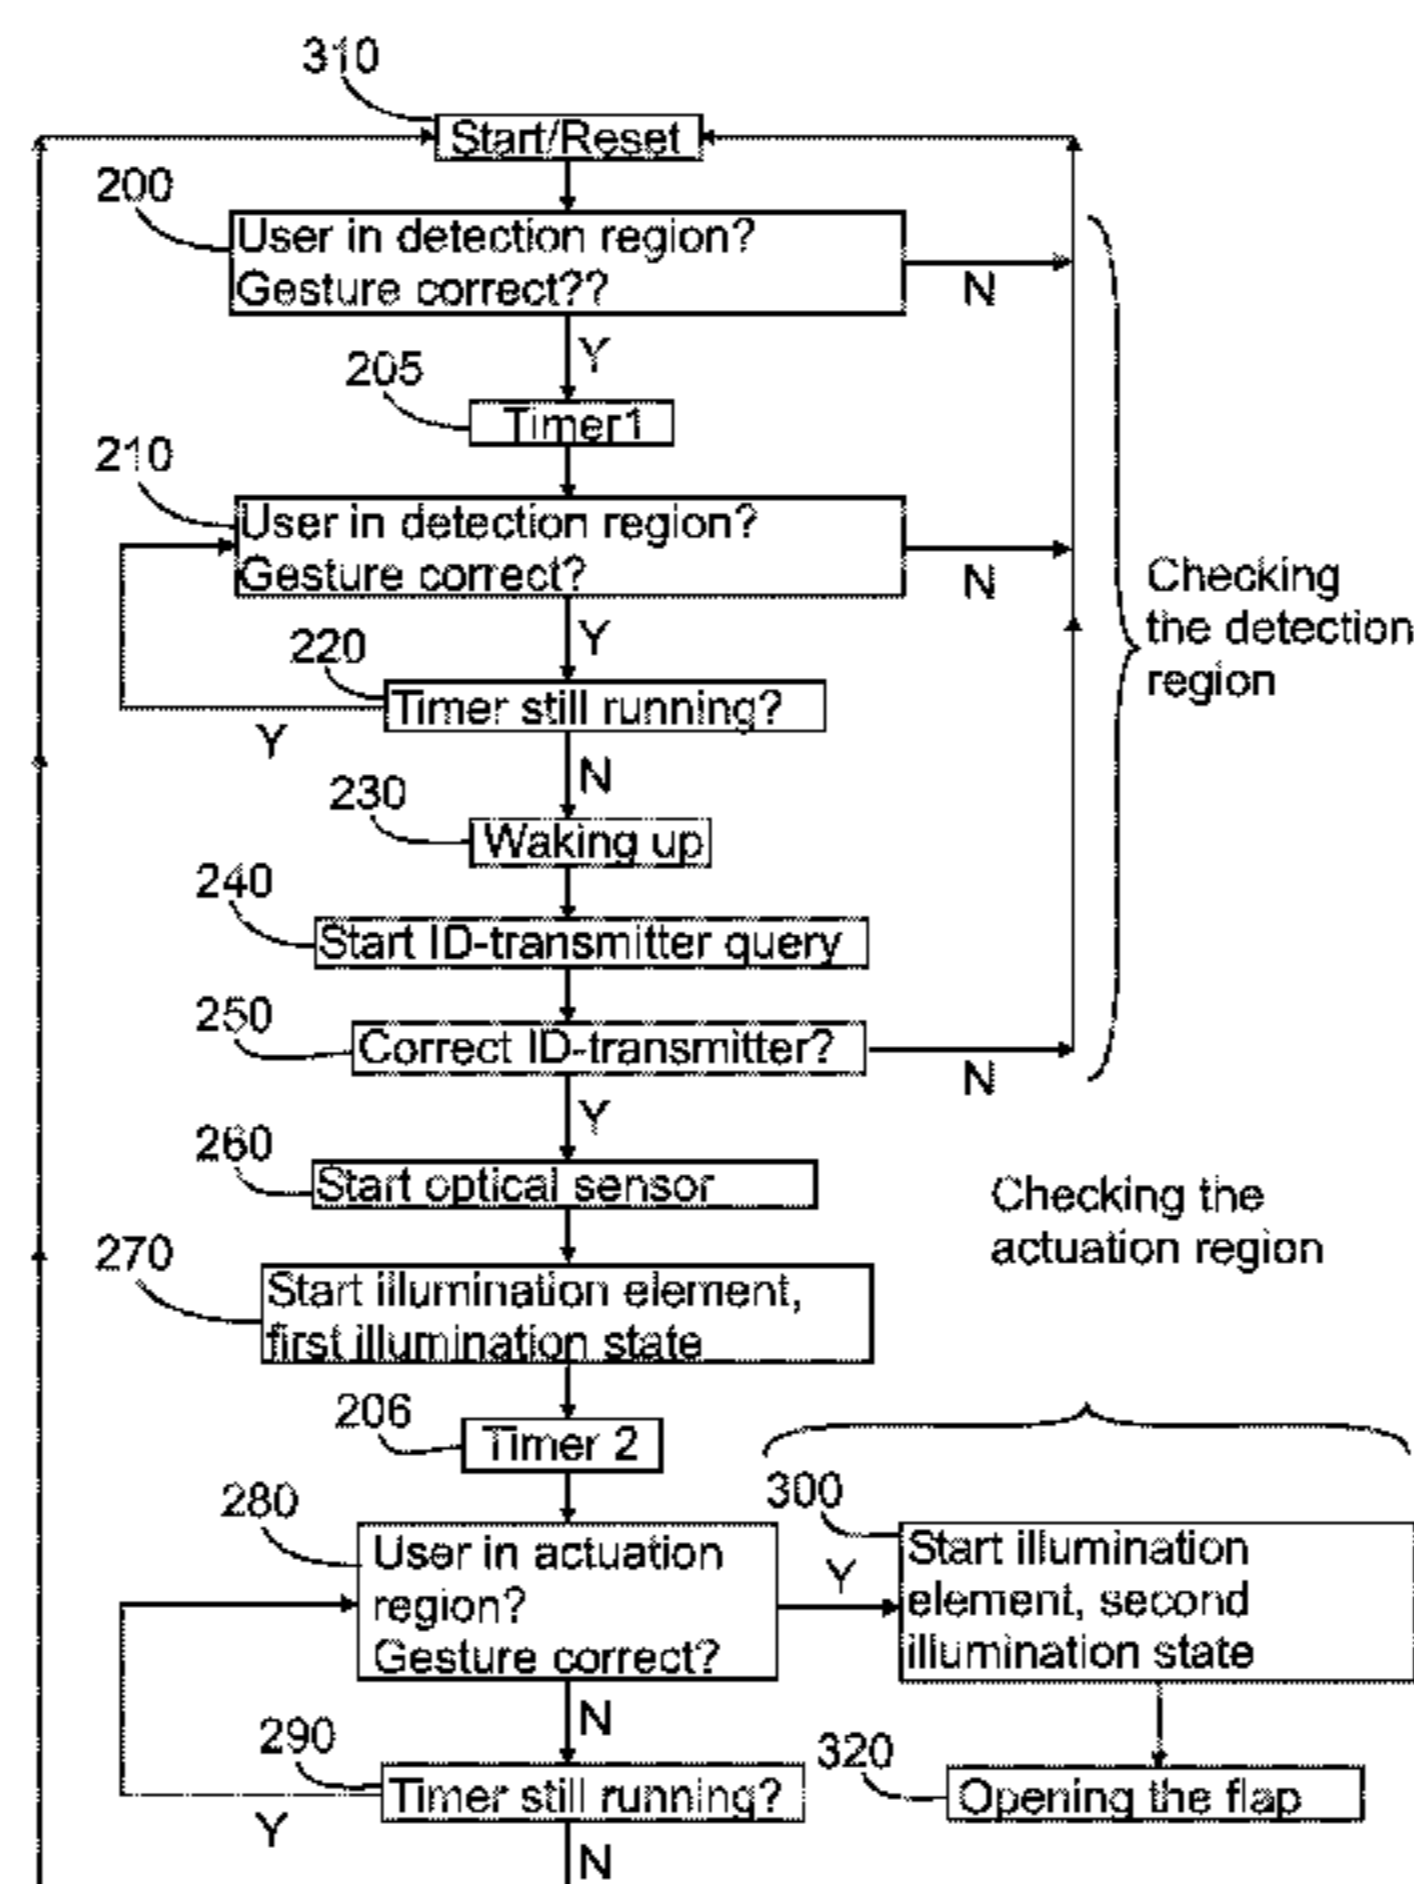 310
Start/Reset
200
User in detection region?
Gesture correct??
N
Y
205
Timer1
210
User in detection region?
Gesture correct?
N
Y
Checking
the detection
region
220
Timer still running?
Y
N
230
Waking up
240
Start ID-transmitter query
250
Correct ID-transmitter?
N
Y
260
Start optical sensor
Checking the
actuation region
270
Start illumination element,
first illumination state
206
Timer 2
280
User in actuation
region?
Gesture correct?
Y
N
300
Start illumination
element, second
illumination state
290
Timer still running?
Y
N
320
Opening the flap